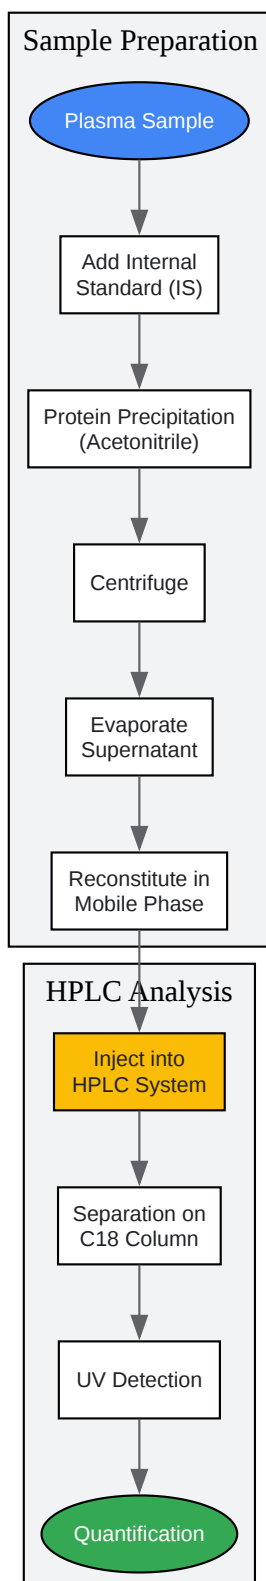 Sample Preparation
Plasma Sample
Add Internal
Standard (IS)
Protein Precipitation
(Acetonitrile)
Centrifuge
Evaporate
Supernatant
Reconstitute in
Mobile Phase
HPLC Analysis
Inject into
HPLC System
Separation on
C18 Column
UV Detection
Quantification